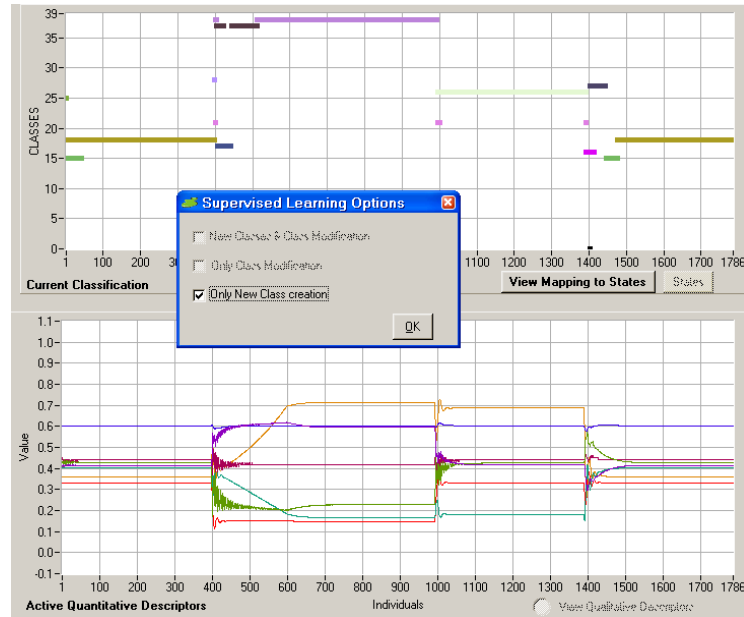 39-
35-
30-
25-
20-
15-
10-
5-
0-
CLASSES
1 100 200 300 1100 1200 1300 1400 1500 1600 1786
Current Classification
View Mapping to States
States
Supervised Learning Options
New Classes & Class Modification
Only Class Modification
Only New Class creation
OK
1.1-
1.0-
0.9-
0.8-
0.7-
0.6-
0.5-
0.4-
0.3-
0.2-
0.1-
0.0-
-0.1-
Value
1 100 200 300 400 500 600 700 800 900 1000 1100 1200 1300 1400 1500 1600 1786
Active Quantitative Descriptors
Individuals
View Qualitative Descriptors